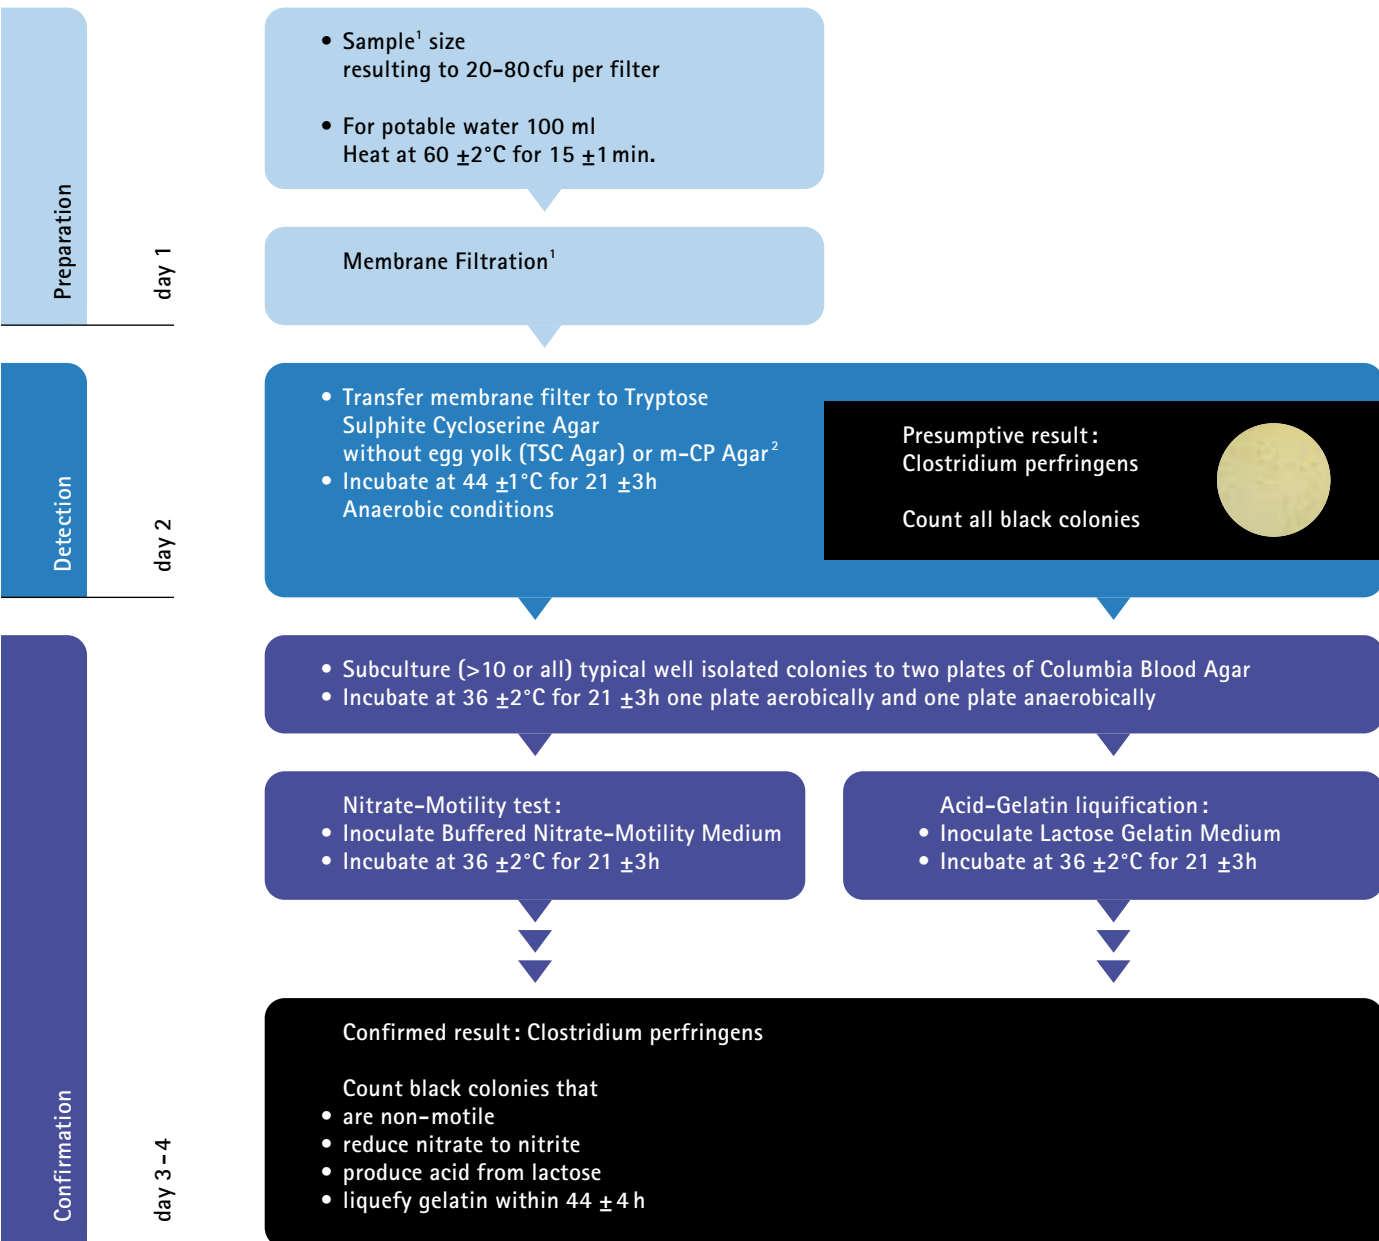 Preparation
day 1
• Sample¹ size
resulting to 20–80 cfu per filter
• For potable water 100 ml
Heat at 60 ±2°C for 15 ±1 min.
Membrane Filtration¹
Detection
day 2
• Transfer membrane filter to Tryptose
Sulphite Cycloserine Agar
without egg yolk (TSC Agar) or m-CP Agar²
• Incubate at 44 ±1°C for 21 ±3h
Anaerobic conditions
Presumptive result:
Clostridium perfringens
Count all black colonies
Confirmation
day 3–4
• Subculture (>10 or all) typical well isolated colonies to two plates of Columbia Blood Agar
• Incubate at 36 ±2°C for 21 ±3h one plate aerobically and one plate anaerobically
Nitrate-Motility test:
• Inoculate Buffered Nitrate-Motility Medium
• Incubate at 36 ±2°C for 21 ±3h
Acid-Gelatin liquification:
• Inoculate Lactose Gelatin Medium
• Incubate at 36 ±2°C for 21 ±3h
Confirmed result: Clostridium perfringens
Count black colonies that
• are non-motile
• reduce nitrate to nitrite
• produce acid from lactose
• liquefy gelatin within 44 ±4 h